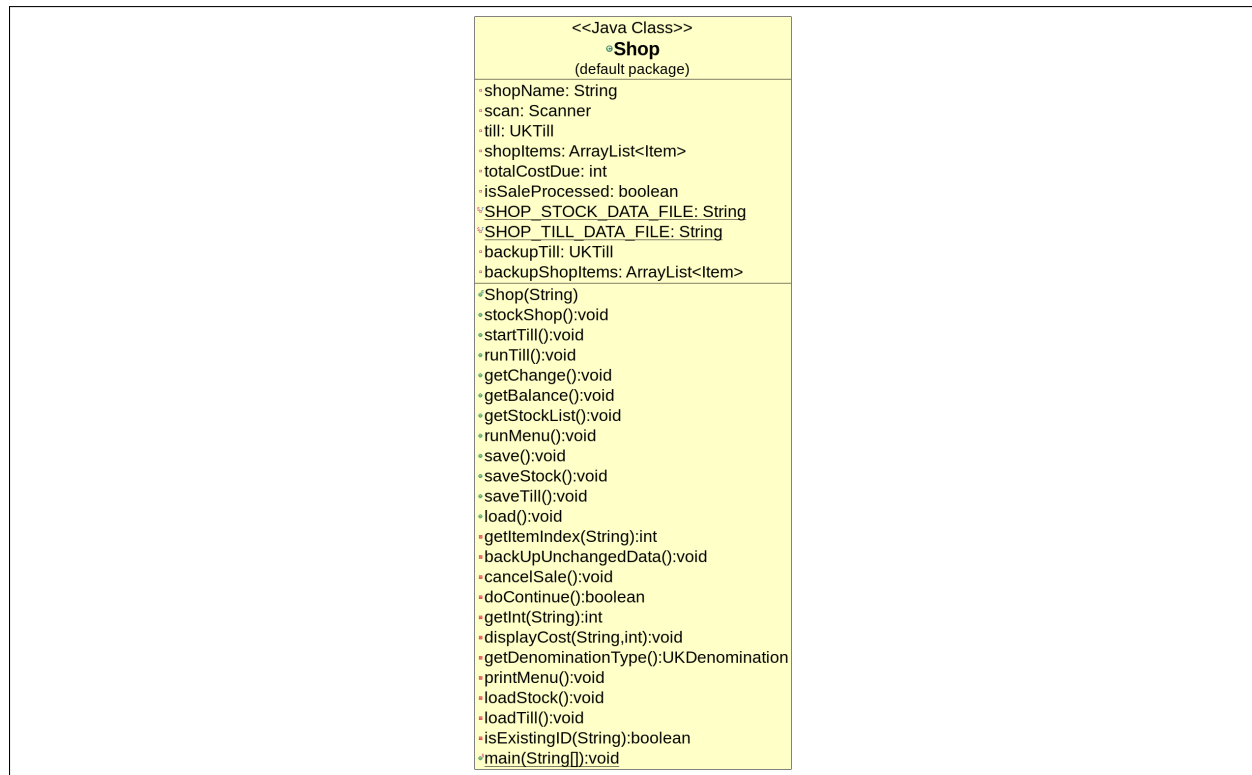 <<Java Class>>
Shop
(default package)
shopName: String
scan: Scanner
till: UKTill
shopItems: ArrayList<Item>
totalCostDue: int
isSaleProcessed: boolean
SHOP_STOCK_DATA_FILE: String
SHOP_TILL_DATA_FILE: String
backupTill: UKTill
backupShopItems: ArrayList<Item>
Shop(String)
stockShop():void
startTill():void
runTill():void
getChange():void
getBalance():void
getStockList():void
runMenu():void
save():void
saveStock():void
saveTill():void
load():void
getItemIndex(String):int
backUpUnchangedData():void
cancelSale():void
doContinue():boolean
getInt(String):int
displayCost(String,int):void
getDenominationType():UKDenomination
printMenu():void
loadStock():void
loadTill():void
isExistingID(String):boolean
main(String[]):void